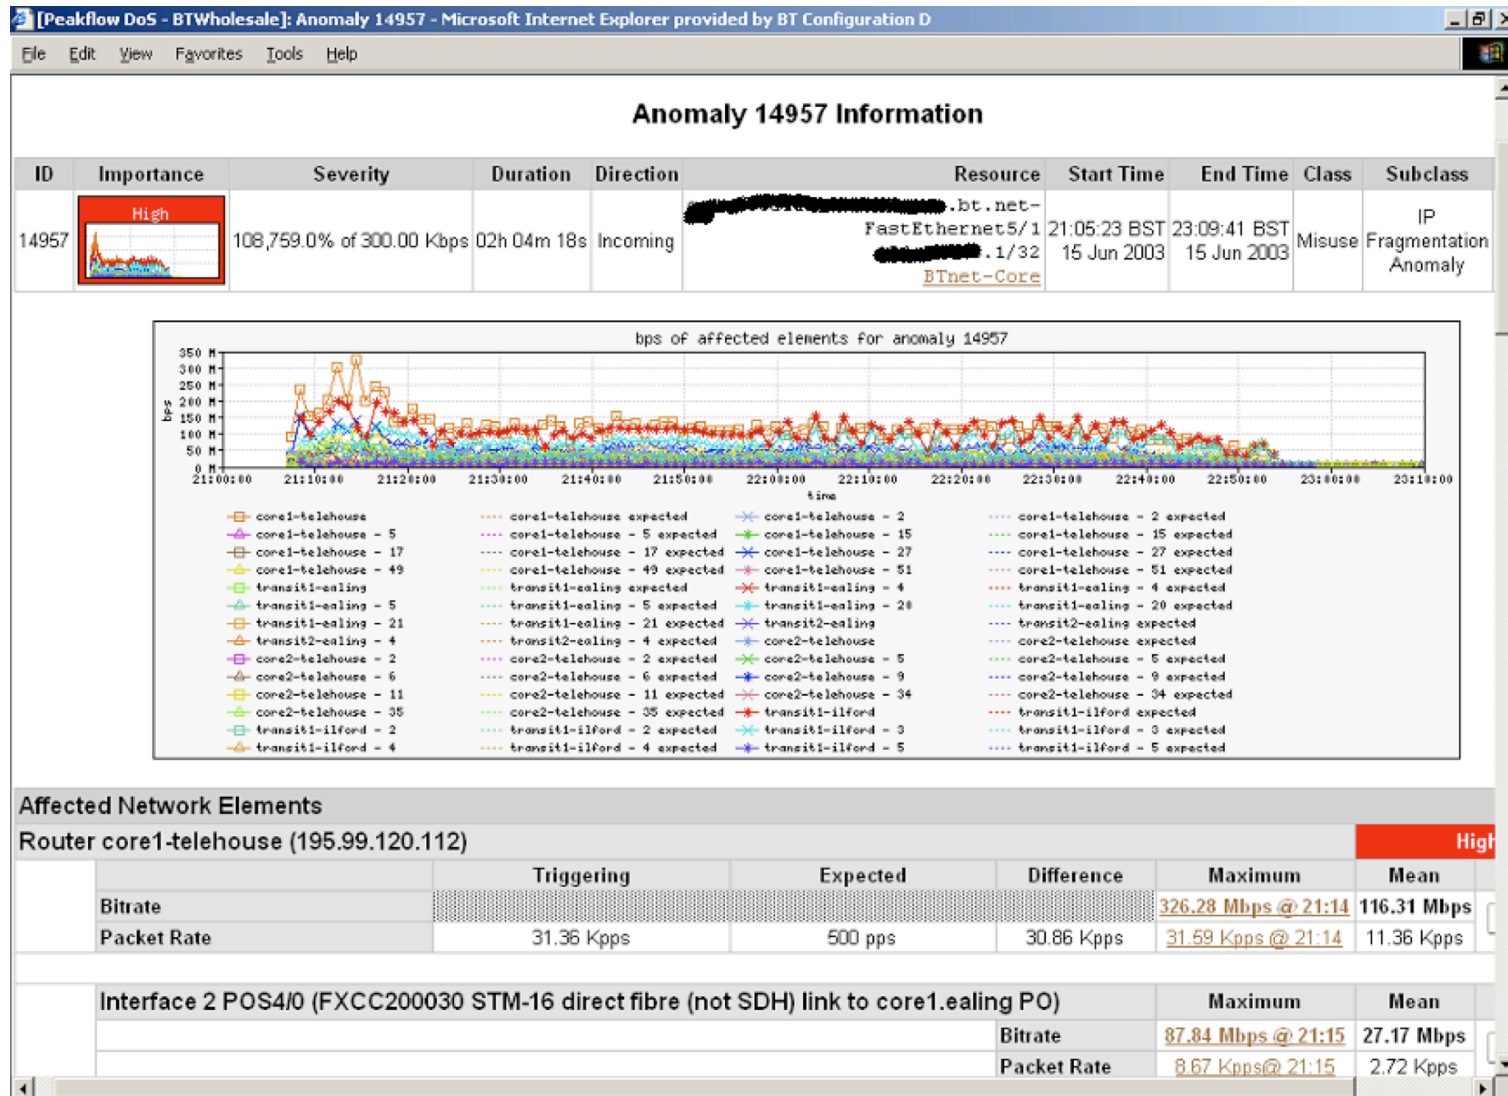 [Peakflow DoS - BTWholesale]: Anomaly 14957 - Microsoft Internet Explorer provided by BT Configuration D
File Edit View Favorites Tools Help
Anomaly 14957 Information
ID Importance Severity Duration Direction Resource Start Time End Time Class Subclass
14957 High 108,759.0% of 300.00 Kbps 02h 04m 18s Incoming
.bt.net-
FastEthernet5/1
.1/32
BTnet-Core
21:05:23 BST
15 Jun 2003
23:09:41 BST
15 Jun 2003
Misuse
IP
Fragmentation
Anomaly
bps of affected elements for anomaly 14957
350 M
300 M
250 M
200 M
150 M
100 M
50 M
0 M
bps
21:00:00 21:10:00 21:20:00 21:30:00 21:40:00 21:50:00 22:00:00 22:10:00 22:20:00 22:30:00 22:40:00 22:50:00 23:00:00 23:10:00
time
core1-telehouse core1-telehouse expected core1-telehouse - 2 core1-telehouse - 2 expected
core1-telehouse - 5 core1-telehouse - 5 expected core1-telehouse - 15 core1-telehouse - 15 expected
core1-telehouse - 17 core1-telehouse - 17 expected core1-telehouse - 27 core1-telehouse - 27 expected
core1-telehouse - 49 core1-telehouse - 49 expected core1-telehouse - 51 core1-telehouse - 51 expected
transit1-ealing transit1-ealing expected transit1-ealing - 4 transit1-ealing - 4 expected
transit1-ealing - 5 transit1-ealing - 5 expected transit1-ealing - 20 transit1-ealing - 20 expected
transit1-ealing - 21 transit1-ealing - 21 expected transit2-ealing transit2-ealing expected
transit2-ealing - 4 transit2-ealing - 4 expected core2-telehouse core2-telehouse expected
core2-telehouse - 2 core2-telehouse - 2 expected core2-telehouse - 5 core2-telehouse - 5 expected
core2-telehouse - 6 core2-telehouse - 6 expected core2-telehouse - 9 core2-telehouse - 9 expected
core2-telehouse - 11 core2-telehouse - 11 expected core2-telehouse - 34 core2-telehouse - 34 expected
core2-telehouse - 35 core2-telehouse - 35 expected transit1-ilford transit1-ilford expected
transit1-ilford - 2 transit1-ilford - 2 expected transit1-ilford - 3 transit1-ilford - 3 expected
transit1-ilford - 4 transit1-ilford - 4 expected transit1-ilford - 5 transit1-ilford - 5 expected
Affected Network Elements
Router core1-telehouse (195.99.120.112) High
Triggering Expected Difference Maximum Mean
Bitrate 326.28 Mbps @ 21:14 116.31 Mbps
Packet Rate 31.36 Kpps 500 pps 30.86 Kpps 31.59 Kpps @ 21:14 11.36 Kpps
Interface 2 POS4/0 (FXCC200030 STM-16 direct fibre (not SDH) link to core1.ealing PO) Maximum Mean
Bitrate 87.84 Mbps @ 21:15 27.17 Mbps
Packet Rate 8.67 Kpps@ 21:15 2.72 Kpps